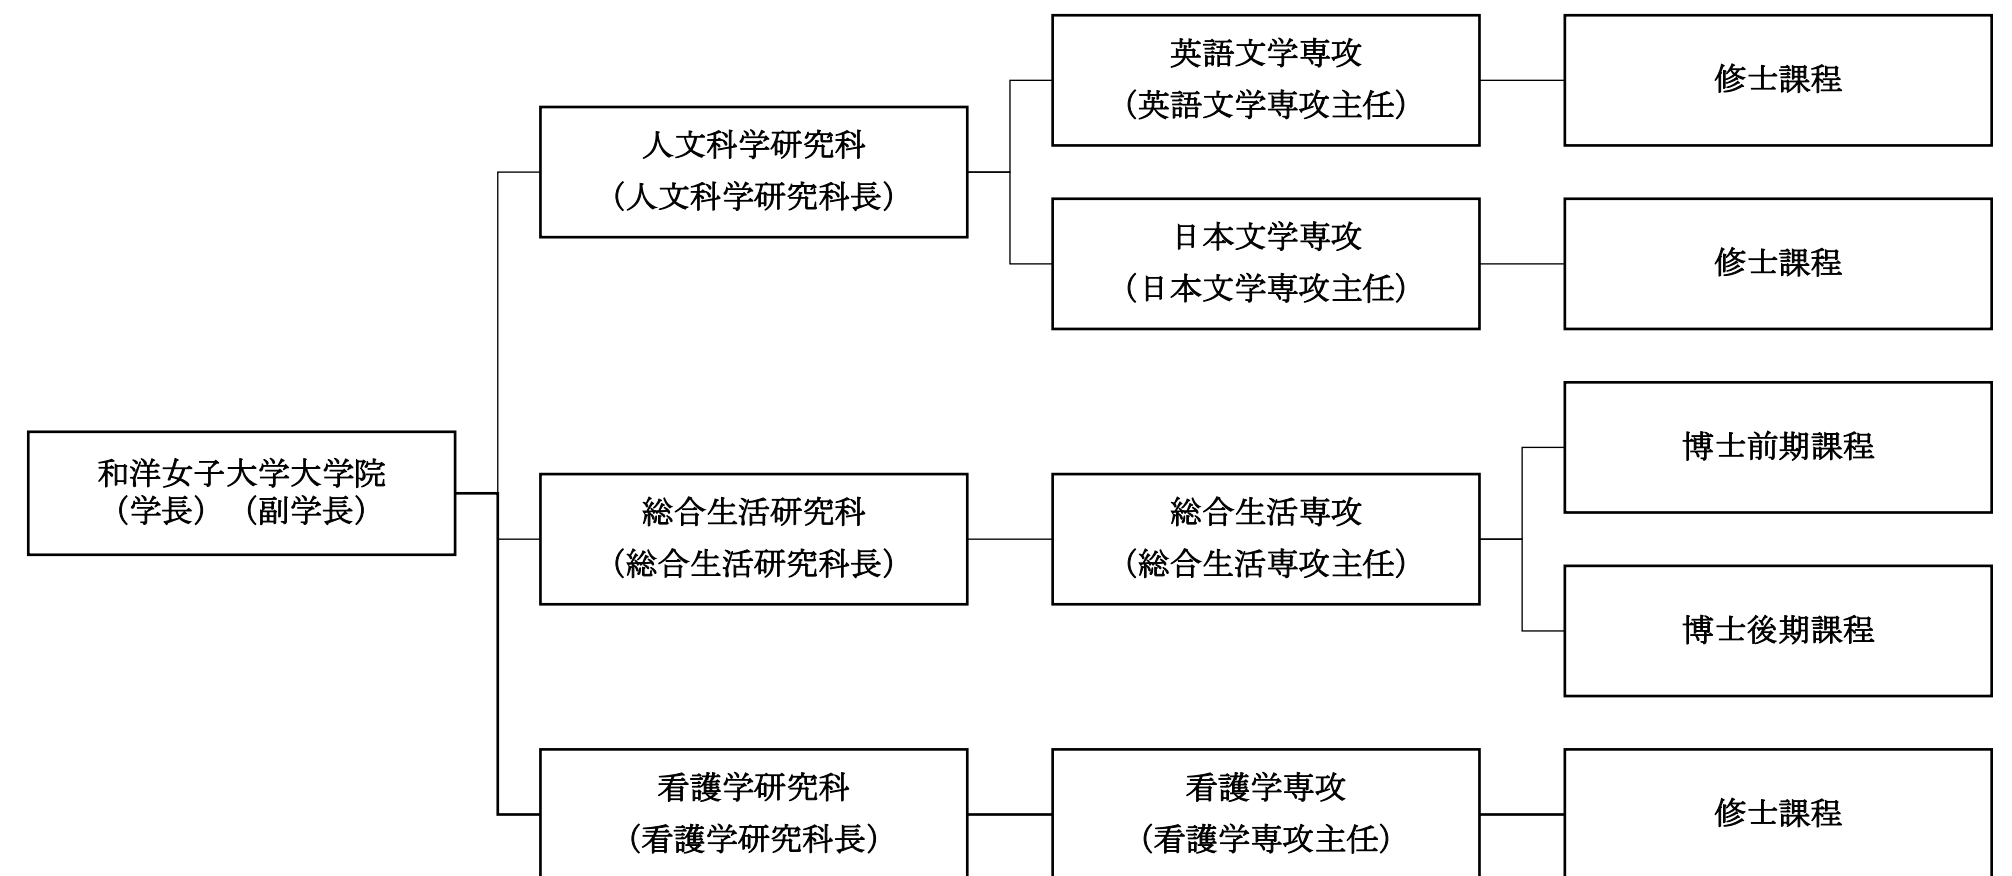 和洋女子大学大学院
（学長）（副学長）
人文科学研究科
（人文科学研究科長）
英語文学専攻
（英語文学専攻主任）
修士課程
日本文学専攻
（日本文学専攻主任）
修士課程
総合生活研究科
（総合生活研究科長）
総合生活専攻
（総合生活専攻主任）
博士前期課程
博士後期課程
看護学研究科
（看護学研究科長）
看護学専攻
（看護学専攻主任）
修士課程